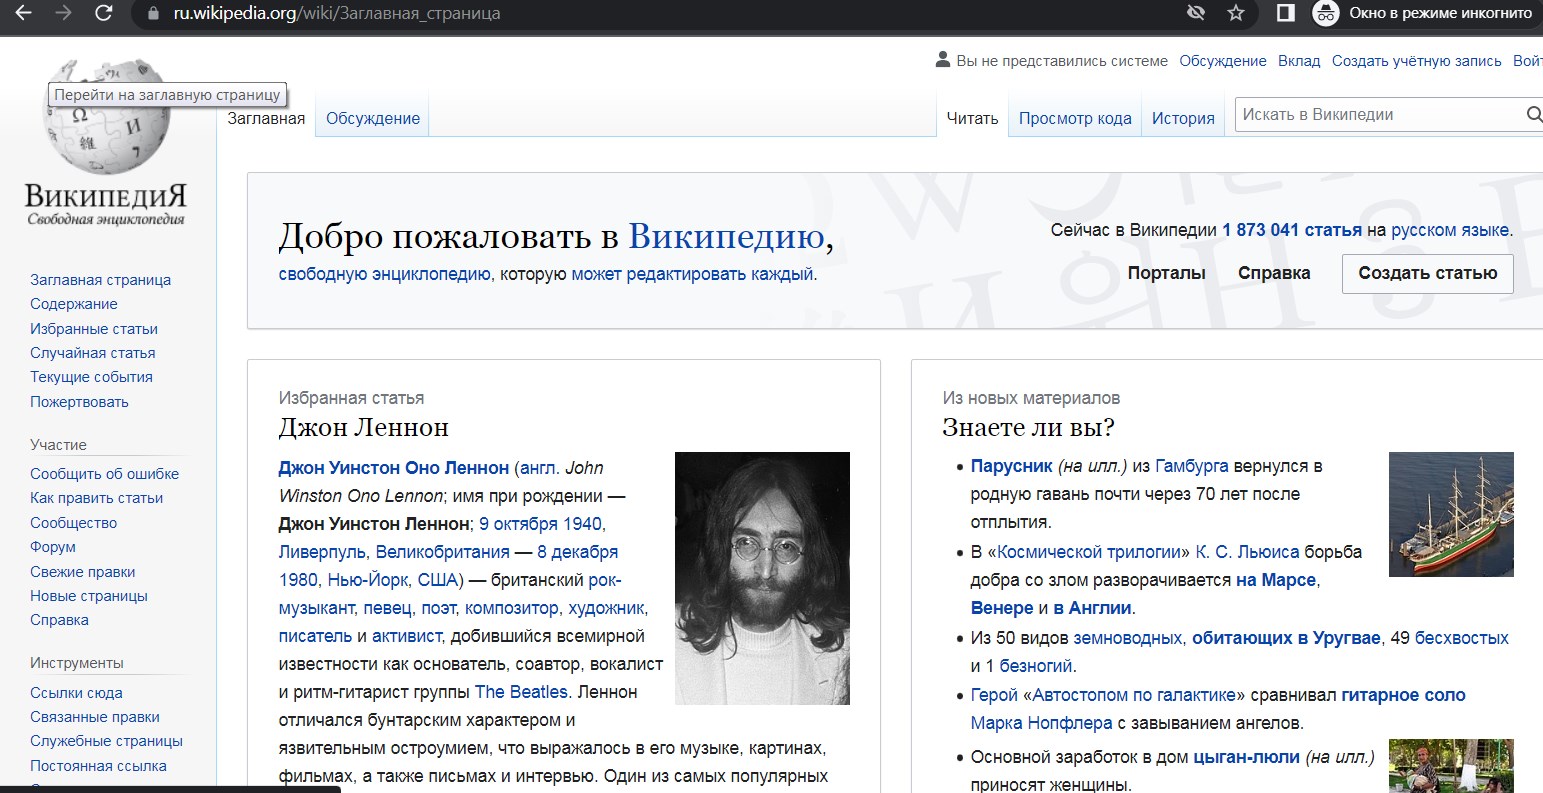 ru.wikipedia.org/wiki/Заглавная_страница
Окно в режиме инкогнито
Вы не представились системе Обсуждение Вклад Создать учётную запись
Перейти на заглавную страницу
Ω
И
維
ВикипедиЯ
Свободная энциклопедия
Заглавная Обсуждение
Читать Просмотр кода История
Искать в Википедии
Добро пожаловать в Википедию,
свободную энциклопедию, которую может редактировать каждый.
Сейчас в Википедии 1 873 041 статья на русском языке.
Порталы Справка Создать статью
Заглавная страница
Содержание
Избранные статьи
Случайная статья
Текущие события
Пожертвовать
Участие
Сообщить об ошибке
Как править статьи
Сообщество
Форум
Свежие правки
Новые страницы
Справка
Инструменты
Ссылки сюда
Связанные правки
Служебные страницы
Постоянная ссылка
Избранная статья
Джон Леннон
Джон Уинстон Оно Леннон (англ. John
Winston Ono Lennon; имя при рождении —
Джон Уинстон Леннон; 9 октября 1940,
Ливерпуль, Великобритания — 8 декабря
1980, Нью-Йорк, США) — британский рок-
музыкант, певец, поэт, композитор, художник,
писатель и активист, добившийся всемирной
известности как основатель, соавтор, вокалист
и ритм-гитарист группы The Beatles. Леннон
отличался бунтарским характером и
язвительным остроумием, что выражалось в его музыке, картинах,
фильмах, а также письмах и интервью. Один из самых популярных
Из новых материалов
Знаете ли вы?
Парусник (на илл.) из Гамбурга вернулся в
родную гавань почти через 70 лет после
отплытия.
В «Космической трилогии» К. С. Льюиса борьба
добра со злом разворачивается на Марсе,
Венере и в Англии.
Из 50 видов земноводных, обитающих в Уругвае, 49 бесхвостых
и 1 безногий.
Герой «Автостопом по галактике» сравнивал гитарное соло
Марка Нопфлера с завыванием ангелов.
Основной заработок в дом цыган-люли (на илл.)
приносят женщины.